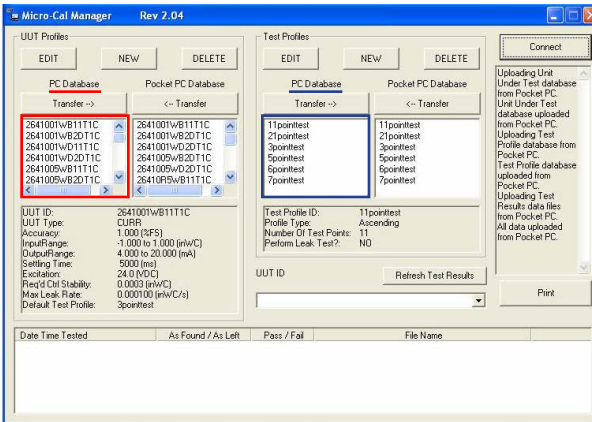 Micro-Cal Manager Rev 2.04
UUT Profiles
EDIT NEW DELETE
PC Database Pocket PC Database
Transfer --> <-- Transfer
2641001WB11T1C
2641001WB2DT1C
2641001WD11T1C
2641001WD2DT1C
2641005WB11T1C
2641005WB2DT1C
2641001WB11T1C
2641001WB2DT1C
2641001WD2DT1C
2641005WB2DT1C
2641005WD2DT1C
26410R5WB11T1C
UUT ID: 2641001WB11T1C
UUT Type: CURR
Accuracy: 1.000 (%FS)
InputRange: -1.000 to 1.000 (inWC)
OutputRange: 4.000 to 20.000 (mA)
Settling Time: 5000 (ms)
Excitation: 24.0 (VDC)
Req'd Ctrl Stability: 0.0003 (inWC)
Max Leak Rate: 0.000100 (inWC/s)
Default Test Profile: 3pointtest
Test Profiles
EDIT NEW DELETE
PC Database Pocket PC Database
Transfer --> <-- Transfer
11pointtest
21pointtest
3pointtest
5pointtest
6pointtest
7pointtest
11pointtest
21pointtest
3pointtest
5pointtest
6pointtest
7pointtest
Test Profile ID: 11pointtest
Profile Type: Ascending
Number Of Test Points: 11
Perform Leak Test?: NO
UUT ID
Refresh Test Results
Connect
Uploading Unit
Under Test database
from Pocket PC.
Unit Under Test
database uploaded
from Pocket PC.
Uploading Test
Profile database from
Pocket PC.
Test Profile database
uploaded from
Pocket PC.
Uploading Test
Results data files
from Pocket PC.
All data uploaded
from Pocket PC.
Print
Date Time Tested As Found / As Left Pass / Fail File Name